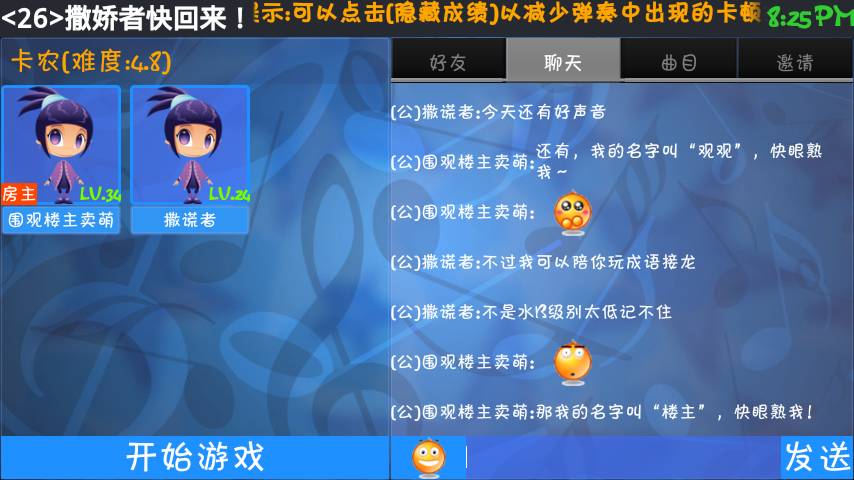 <26>撒娇者快回来！
示:可以点击(隐藏成绩)以减少弹奏中出现的卡顿
8:25PM
卡农(难度:4.8)
好友
聊天
曲目
邀请
房主
LV.34
LV.24
围观楼主卖萌
撒谎者
(公)撒谎者:今天还有好声音
(公)围观楼主卖萌:还有，我的名字叫“观观”，快眼熟
我～
(公)围观楼主卖萌:
(公)撒谎者:不过我可以陪你玩成语接龙
(公)撒谎者:不是水B级别太低记不住
(公)围观楼主卖萌:
(公)围观楼主卖萌:那我的名字叫“楼主”，快眼熟我！
开始游戏
发送